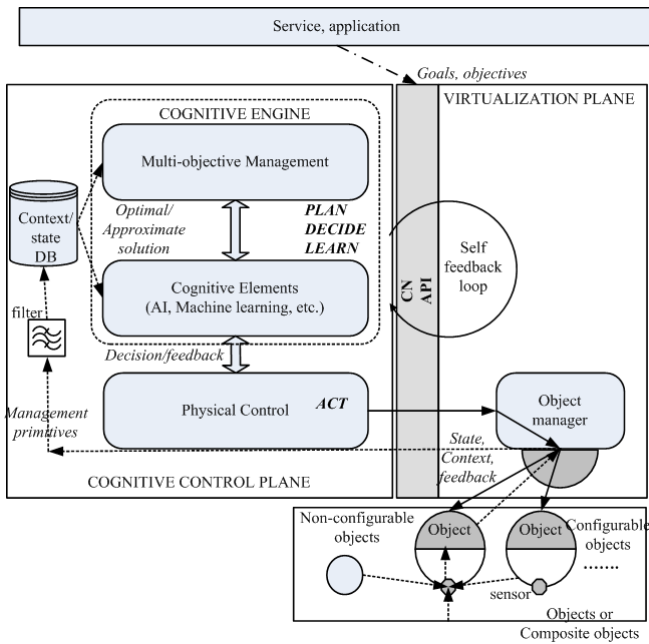 Service, application
Goals, objectives
VIRTUALIZATION PLANE
COGNITIVE ENGINE
Multi-objective Management
Context/
state
DB
Optimal/
Approximate
solution
PLAN
DECIDE
LEARN
Self
feedback
loop
CN
API
Cognitive Elements
(AI, Machine learning, etc.)
filter
Decision/feedback
Physical Control
ACT
Object
manager
Management
primitives
State,
Context,
feedback
COGNITIVE CONTROL PLANE
Non-configurable
objects
Object
Object
Configurable
objects
.......
sensor
Objects or
Composite objects